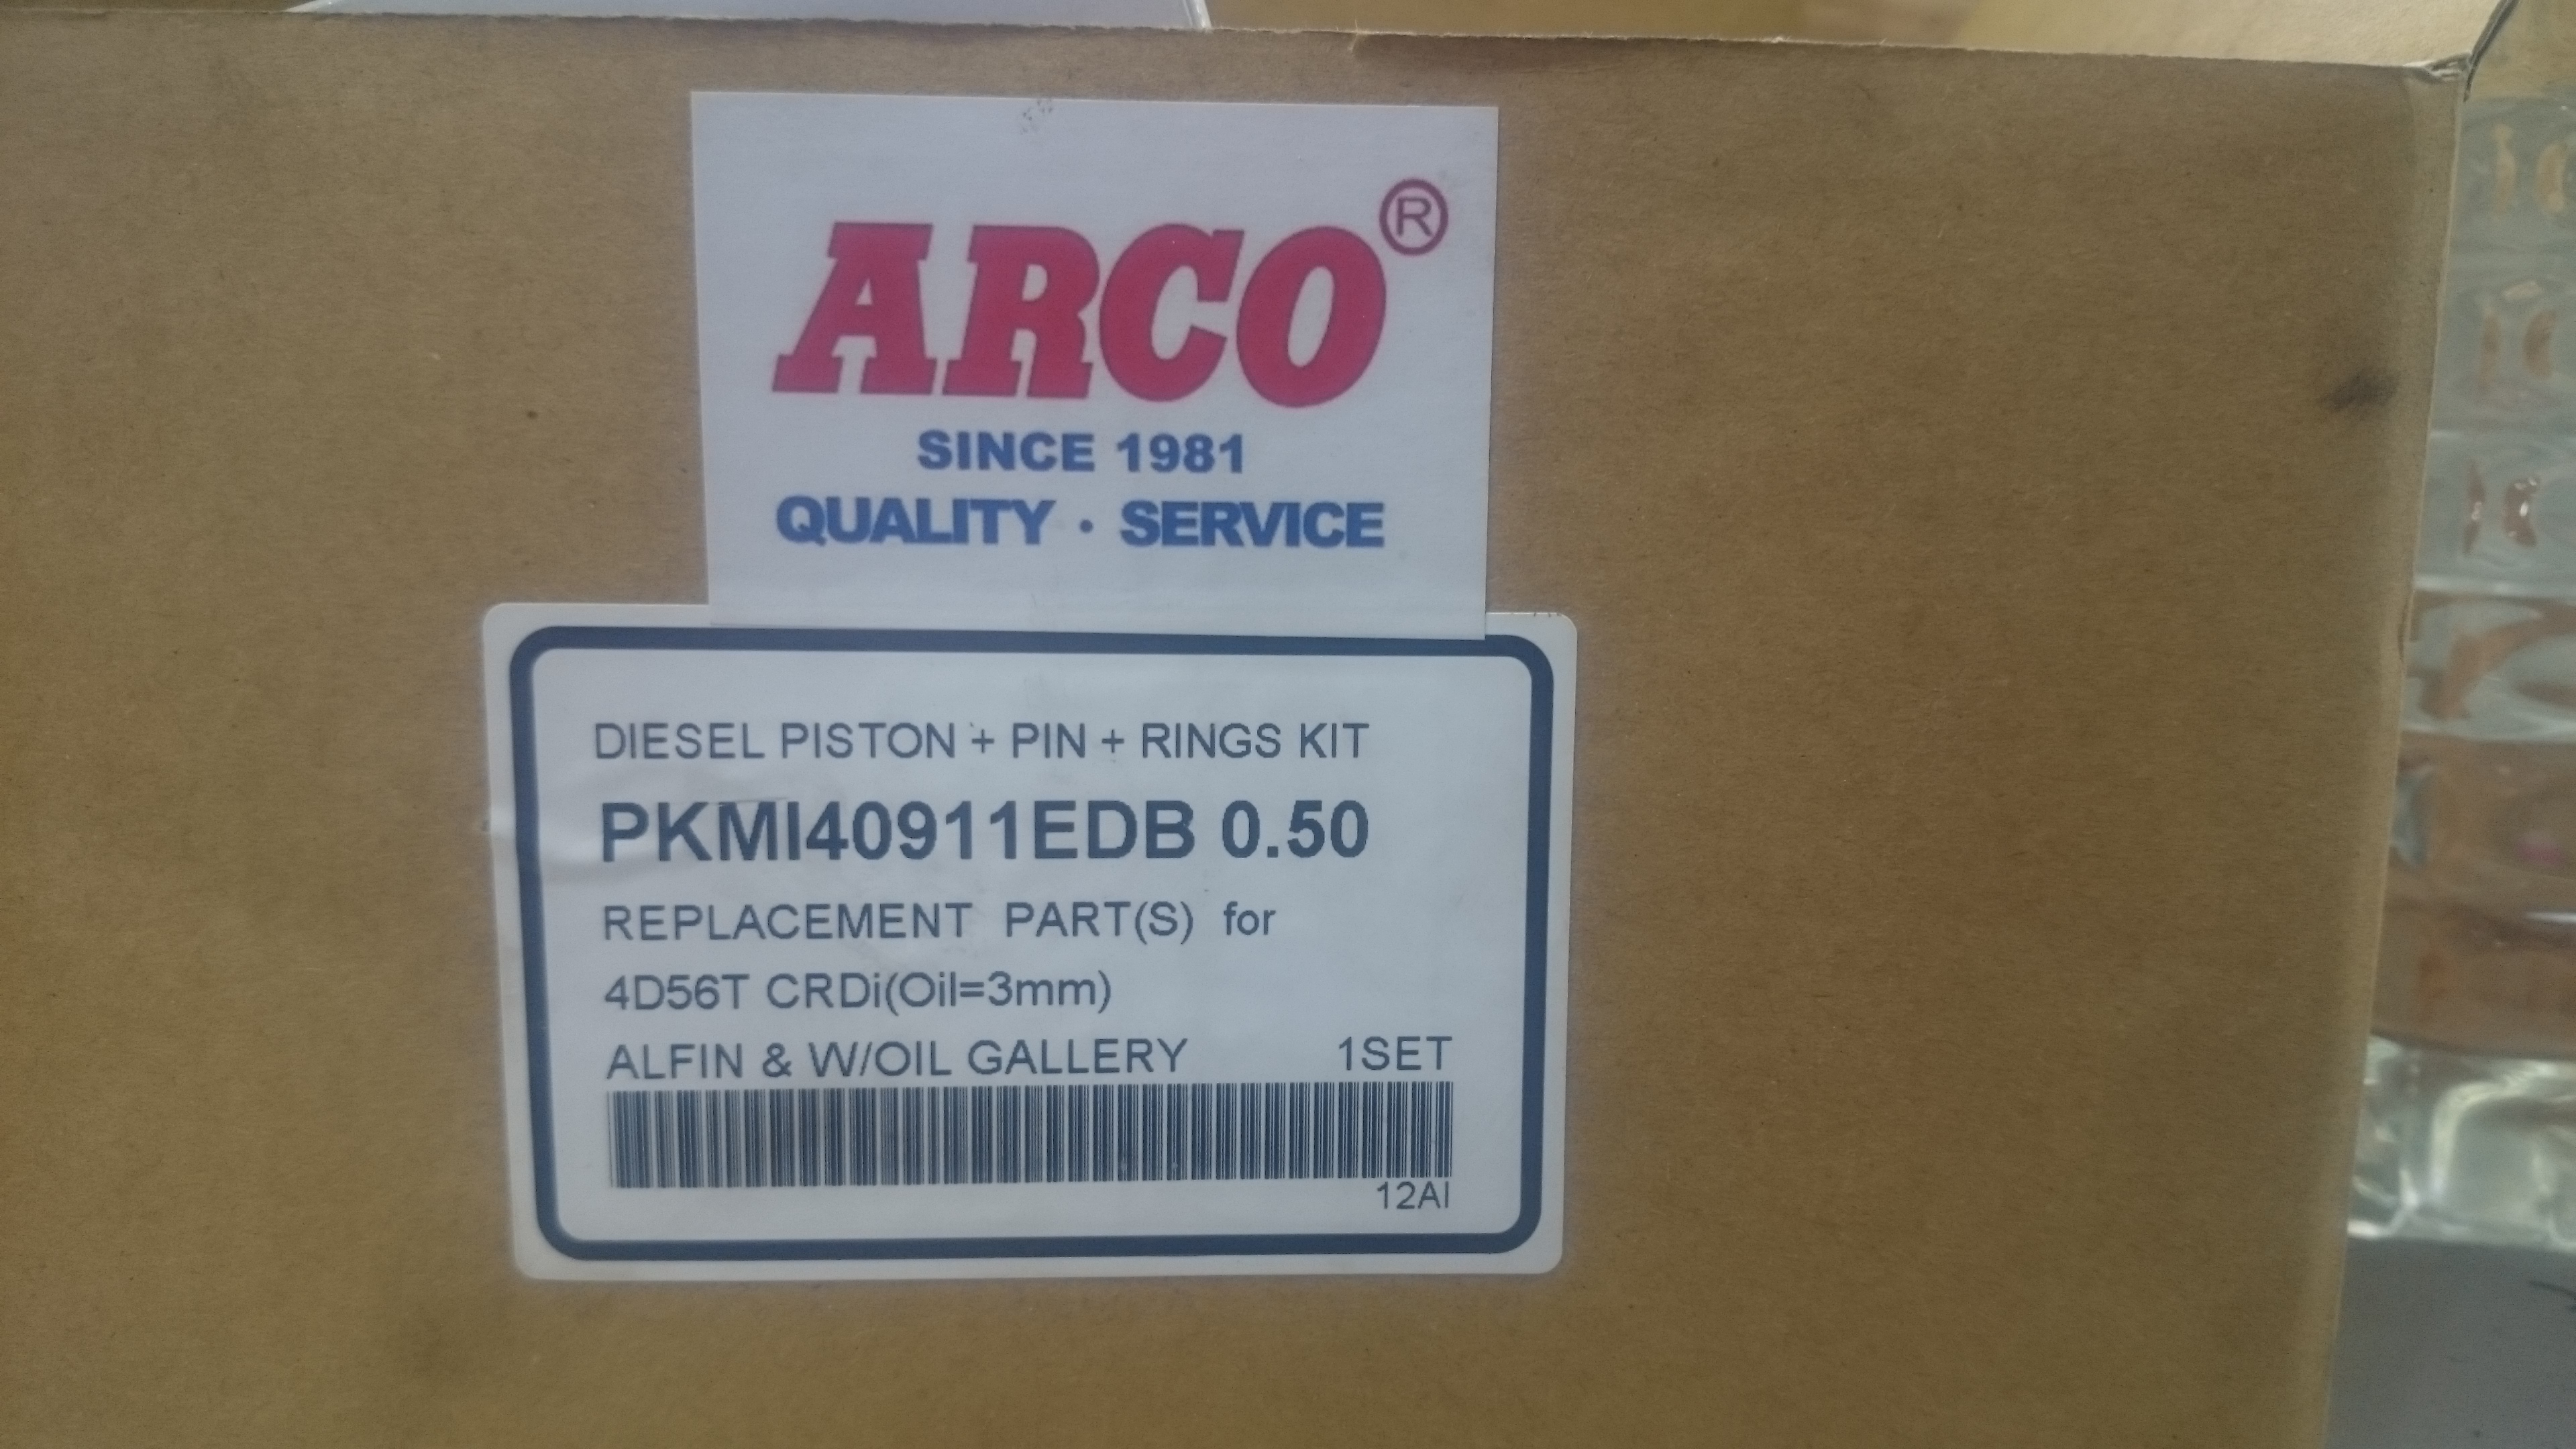 ARCO®
SINCE 1981
QUALITY · SERVICE
DIESEL PISTON + PIN + RINGS KIT
PKMI40911EDB 0.50
REPLACEMENT PART(S) for
4D56T CRDi(Oil=3mm)
ALFIN & W/OIL GALLERY 1SET
12AI